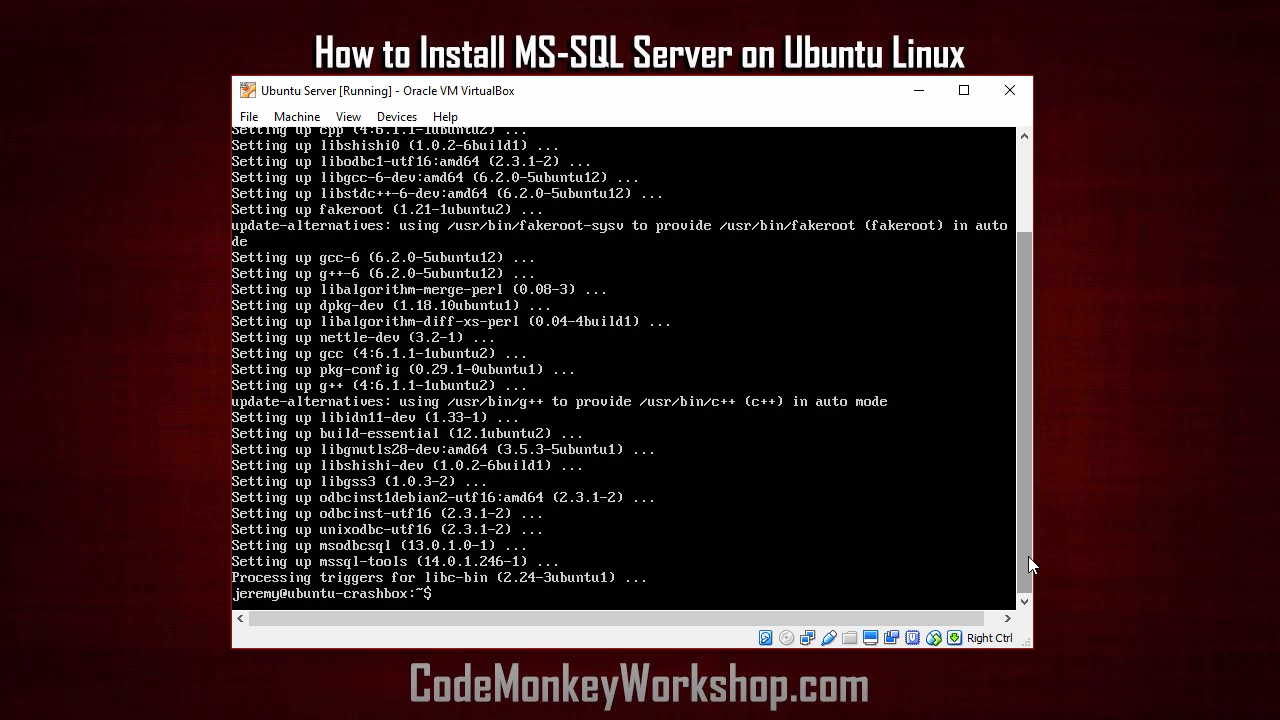 How to Install MS-SQL Server on Ubuntu Linux
Ubuntu Server [Running] - Oracle VM VirtualBox
File Machine View Devices Help
Setting up cpp (4:6.1.1-1ubuntu2) ...
Setting up libshishi0 (1.0.2-6build1) ...
Setting up libodbc1-utf16:amd64 (2.3.1-2) ...
Setting up libgcc-6-dev:amd64 (6.2.0-5ubuntu12) ...
Setting up libstdc++-6-dev:amd64 (6.2.0-5ubuntu12) ...
Setting up fakeroot (1.21-1ubuntu2) ...
update-alternatives: using /usr/bin/fakeroot-sysv to provide /usr/bin/fakeroot (fakeroot) in auto
de
Setting up gcc-6 (6.2.0-5ubuntu12) ...
Setting up g++-6 (6.2.0-5ubuntu12) ...
Setting up libalgorithm-merge-perl (0.08-3) ...
Setting up dpkg-dev (1.18.10ubuntu1) ...
Setting up libalgorithm-diff-xs-perl (0.04-4build1) ...
Setting up nettle-dev (3.2-1) ...
Setting up gcc (4:6.1.1-1ubuntu2) ...
Setting up pkg-config (0.29.1-0ubuntu1) ...
Setting up g++ (4:6.1.1-1ubuntu2) ...
update-alternatives: using /usr/bin/g++ to provide /usr/bin/c++ (c++) in auto mode
Setting up libidn11-dev (1.33-1) ...
Setting up build-essential (12.1ubuntu2) ...
Setting up libgnutls28-dev:amd64 (3.5.3-5ubuntu1) ...
Setting up libshishi-dev (1.0.2-6build1) ...
Setting up libgss3 (1.0.3-2) ...
Setting up odbcinst1debian2-utf16:amd64 (2.3.1-2) ...
Setting up odbcinst-utf16 (2.3.1-2) ...
Setting up unixodbc-utf16 (2.3.1-2) ...
Setting up msodbcsql (13.0.1.0-1) ...
Setting up mssql-tools (14.0.1.246-1) ...
Processing triggers for libc-bin (2.24-3ubuntu1) ...
jeremy@ubuntu-crashbox:~$
Right Ctrl
CodeMonkeyWorkshop.com